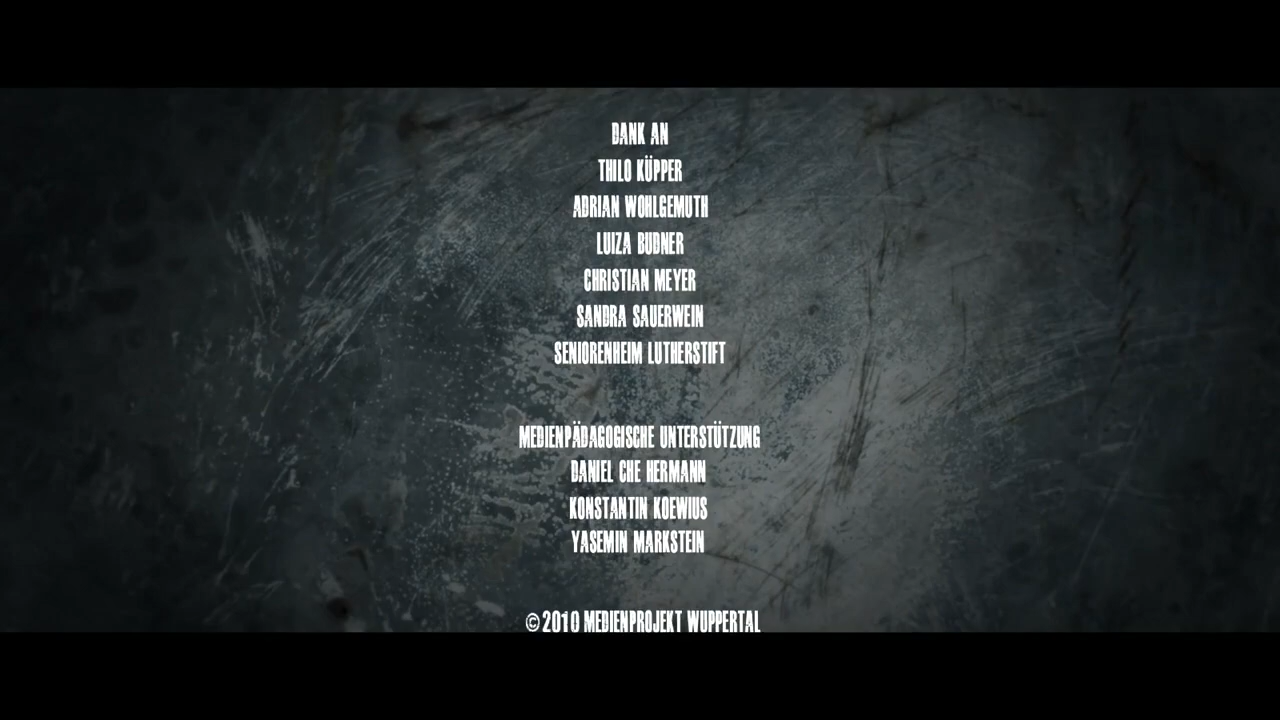 DANK AN
THILO KÜPPER
ADRIAN WOHLGEMUTH
LUIZA BUDNER
CHRISTIAN MEYER
SANDRA SAUERWEIN
SENIORENHEIM LUTHERSTIFT
MEDIENPÄDAGOGISCHE UNTERSTÜTZUNG
DANIEL CHE HERMANN
KONSTANTIN KOEWIUS
YASEMIN MARKSTEIN
© 2010 MEDIENPROJEKT WUPPERTAL